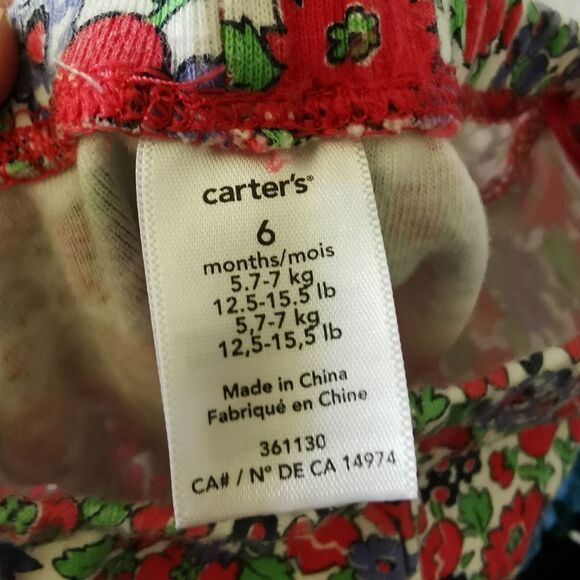 carter's®
6
months/mois
5.7-7 kg
12.5-15.5 lb
5,7-7 kg
12,5-15,5 lb
Made in China
Fabriqué en Chine
361130
CA# / N° DE CA 14974